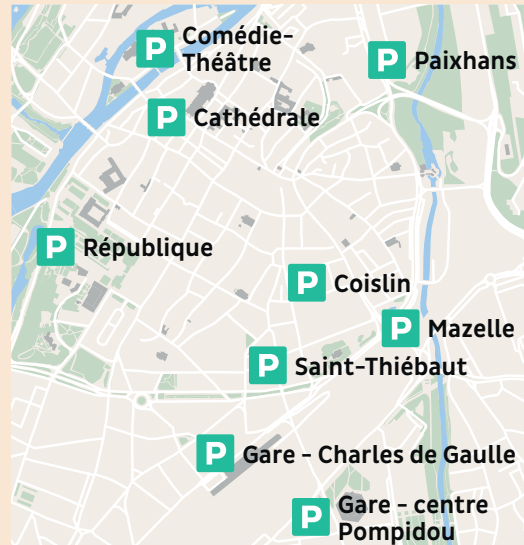 P Comédie-
Théâtre
P Paixhans
P Cathédrale
P République
P Coislin
P Mazelle
P Saint-Thiébaut
P Gare - Charles de Gaulle
P Gare - centre
Pompidou